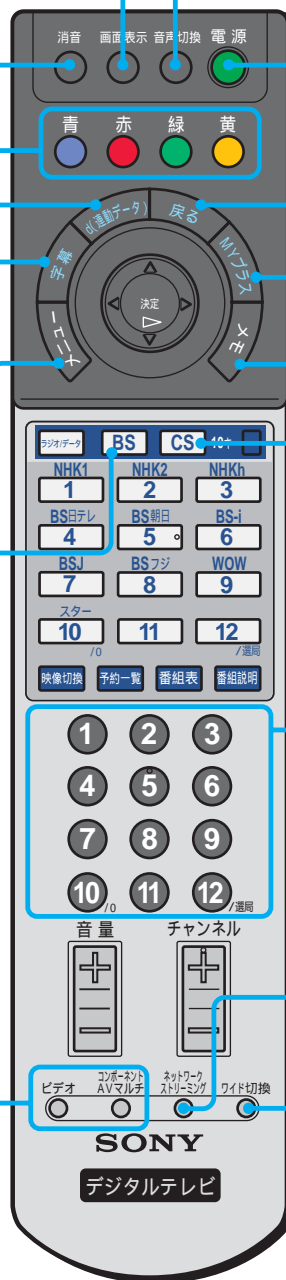 消音 画面表示 音声切換 電源
青 赤 緑 黄
d(連動データ) 戻る
字幕 MYプラス
メニュー 決定 メモ
ラジオ/データ BS CS 10キー
NHK1 NHK2 NHKh
1 2 3
BS日テレ BS朝日 BS-i
4 5 6
BSJ BSフジ WOW
7 8 9
スター
10 11 12
/0 /選局
映像切換 予約一覧 番組表 番組説明
1 2 3
4 5 6
7 8 9
10 /0 11 12 /選局
音量 チャンネル
+ +
− −
ビデオ コンポーネント ネットワーク ワイド切換
AVマルチ ストリーミング
SONY
デジタルテレビ